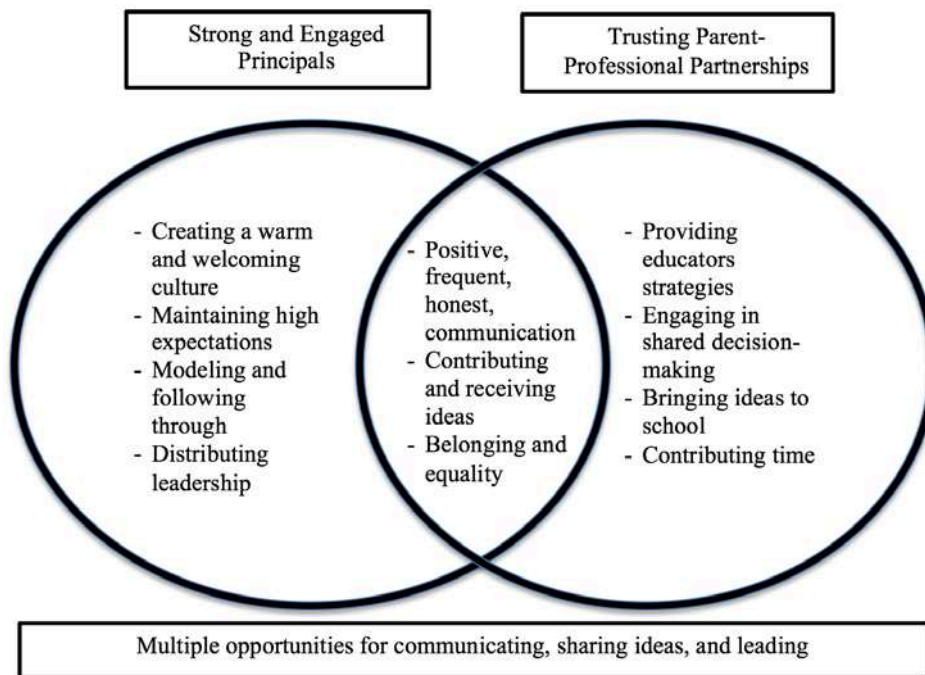 Strong and Engaged
Principals
Trusting Parent-
Professional Partnerships
- Creating a warm
and welcoming
culture
- Maintaining high
expectations
- Modeling and
following
through
- Distributing
leadership
- Positive,
frequent,
honest,
communication
- Contributing
and receiving
ideas
- Belonging and
equality
- Providing
educators
strategies
- Engaging in
shared decision-
making
- Bringing ideas to
school
- Contributing time
Multiple opportunities for communicating, sharing ideas, and leading